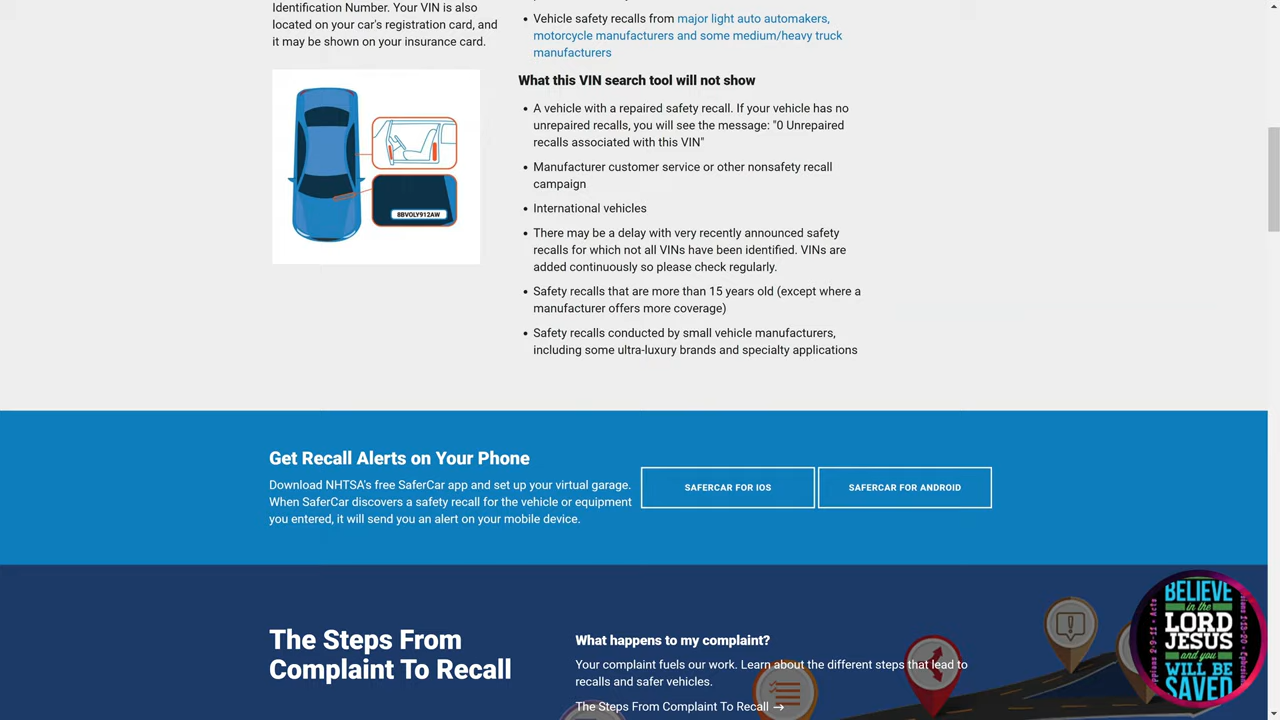 Identification Number. Your VIN is also
located on your car's registration card, and
it may be shown on your insurance card.
8BVOLY912AW
Vehicle safety recalls from major light auto automakers,
motorcycle manufacturers and some medium/heavy truck
manufacturers
What this VIN search tool will not show
A vehicle with a repaired safety recall. If your vehicle has no
unrepaired recalls, you will see the message: "0 Unrepaired
recalls associated with this VIN"
Manufacturer customer service or other nonsafety recall
campaign
International vehicles
There may be a delay with very recently announced safety
recalls for which not all VINs have been identified. VINs are
added continuously so please check regularly.
Safety recalls that are more than 15 years old (except where a
manufacturer offers more coverage)
Safety recalls conducted by small vehicle manufacturers,
including some ultra-luxury brands and specialty applications
Get Recall Alerts on Your Phone
Download NHTSA's free SaferCar app and set up your virtual garage.
When SaferCar discovers a safety recall for the vehicle or equipment
you entered, it will send you an alert on your mobile device.
SAFERCAR FOR IOS
SAFERCAR FOR ANDROID
The Steps From
Complaint To Recall
What happens to my complaint?
Your complaint fuels our work. Learn about the different steps that lead to
recalls and safer vehicles.
The Steps From Complaint To Recall →
BELIEVE
in the
LORD
JESUS
and you
WILL BE
SAVED